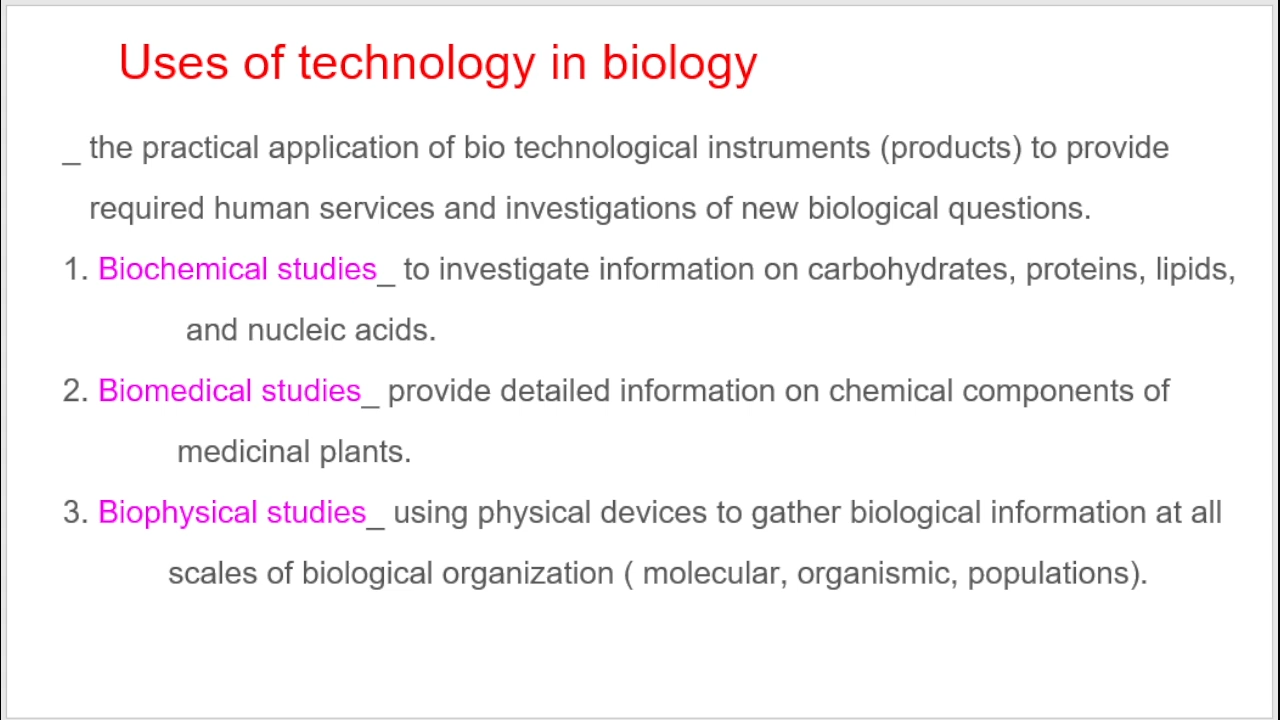 Uses of technology in biology
_ the practical application of bio technological instruments (products) to provide
required human services and investigations of new biological questions.
1. Biochemical studies_ to investigate information on carbohydrates, proteins, lipids,
and nucleic acids.
2. Biomedical studies_ provide detailed information on chemical components of
medicinal plants.
3. Biophysical studies_ using physical devices to gather biological information at all
scales of biological organization ( molecular, organismic, populations).